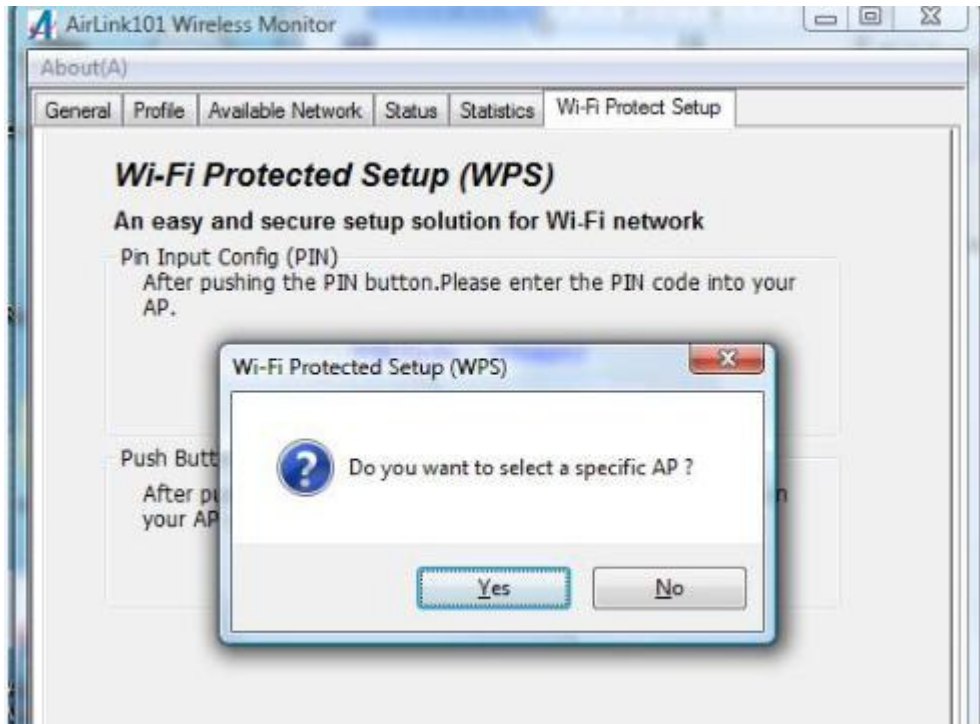 AirLink101 Wireless Monitor
About(A)
General Profile Available Network Status Statistics Wi-Fi Protect Setup
Wi-Fi Protected Setup (WPS)
An easy and secure setup solution for Wi-Fi network
Pin Input Config (PIN)
After pushing the PIN button.Please enter the PIN code into your
AP.
Wi-Fi Protected Setup (WPS)
Do you want to select a specific AP ?
Yes No
Push
After
your AP